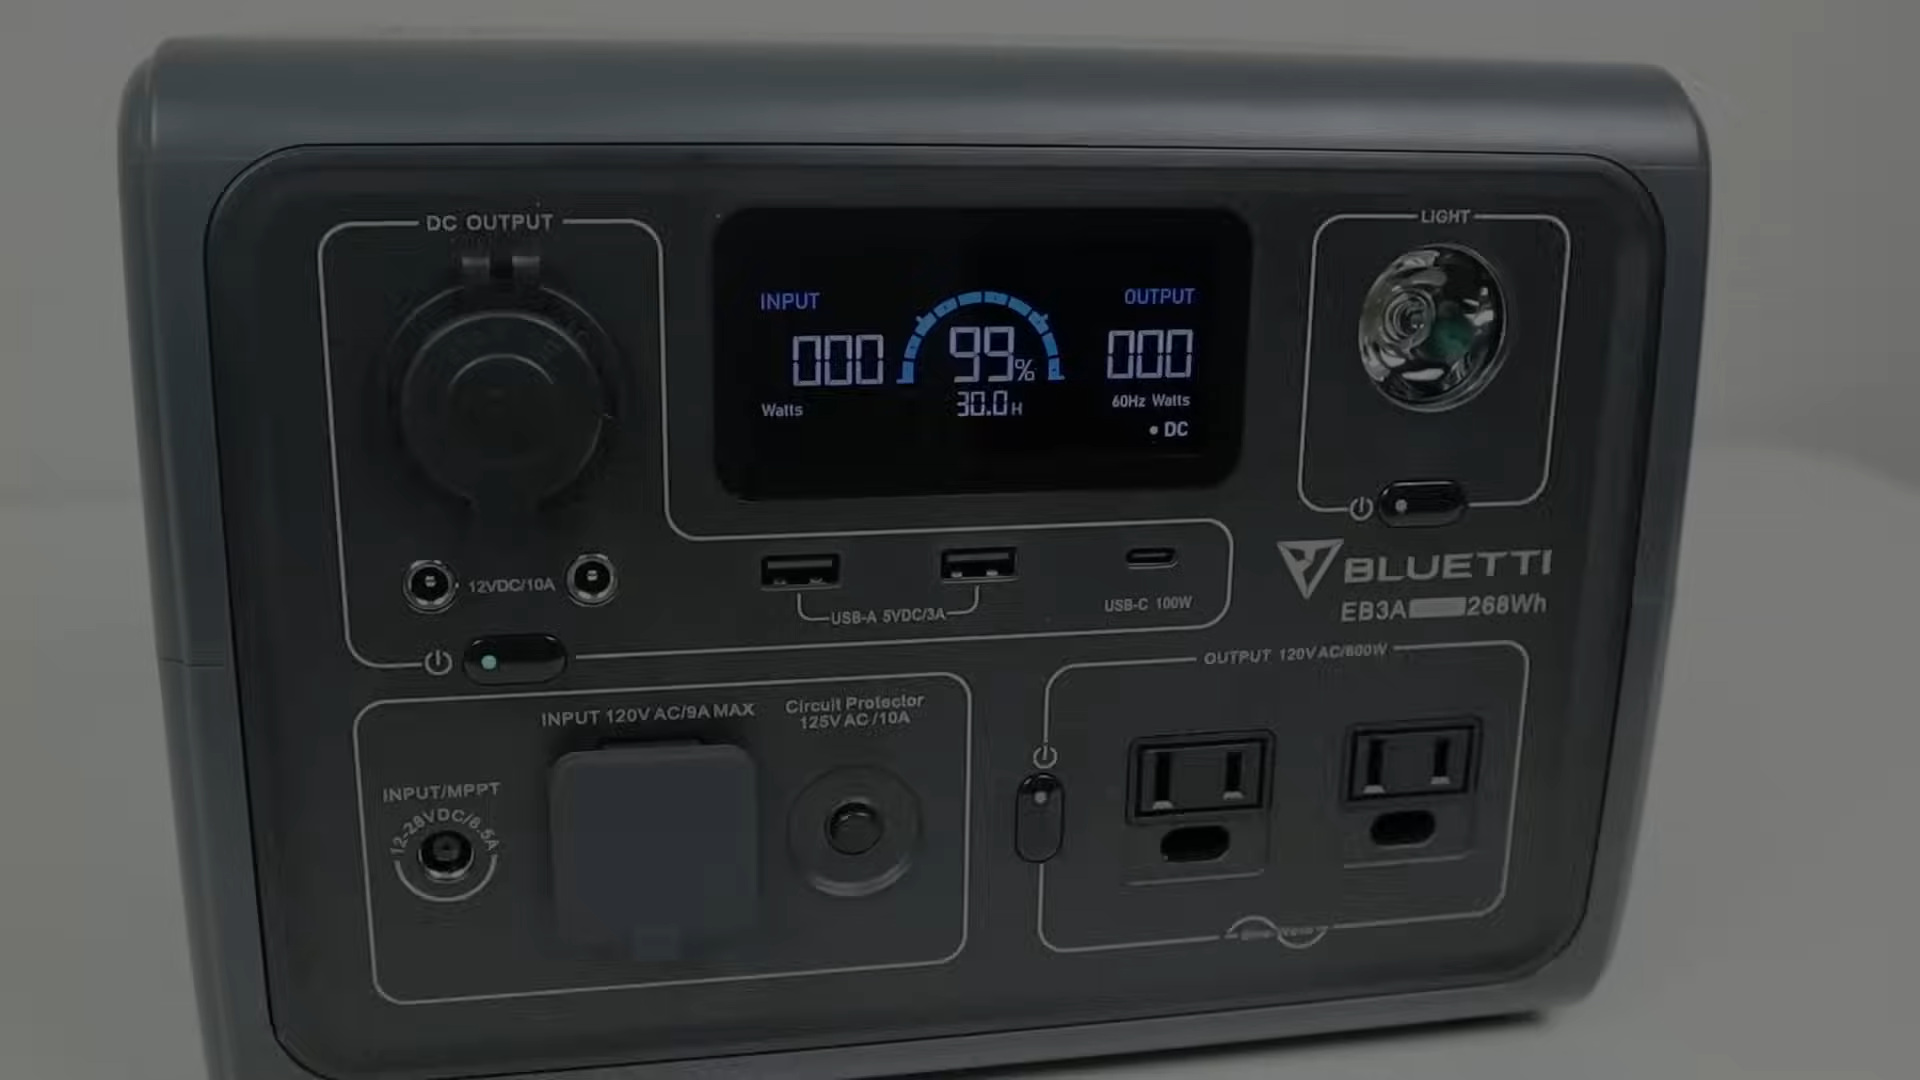 DC OUTPUT
LIGHT
INPUT
OUTPUT
000
99%
000
30.0H
Watts
60Hz Watts
• DC
12VDC/10A
USB-A 5VDC/3A
USB-C 100W
BLUETTI
EB3A 268Wh
OUTPUT 120V AC/600W
INPUT 120V AC/9A MAX
Circuit Protector
125V AC/10A
INPUT/MPPT
12-28VDC/8.5A